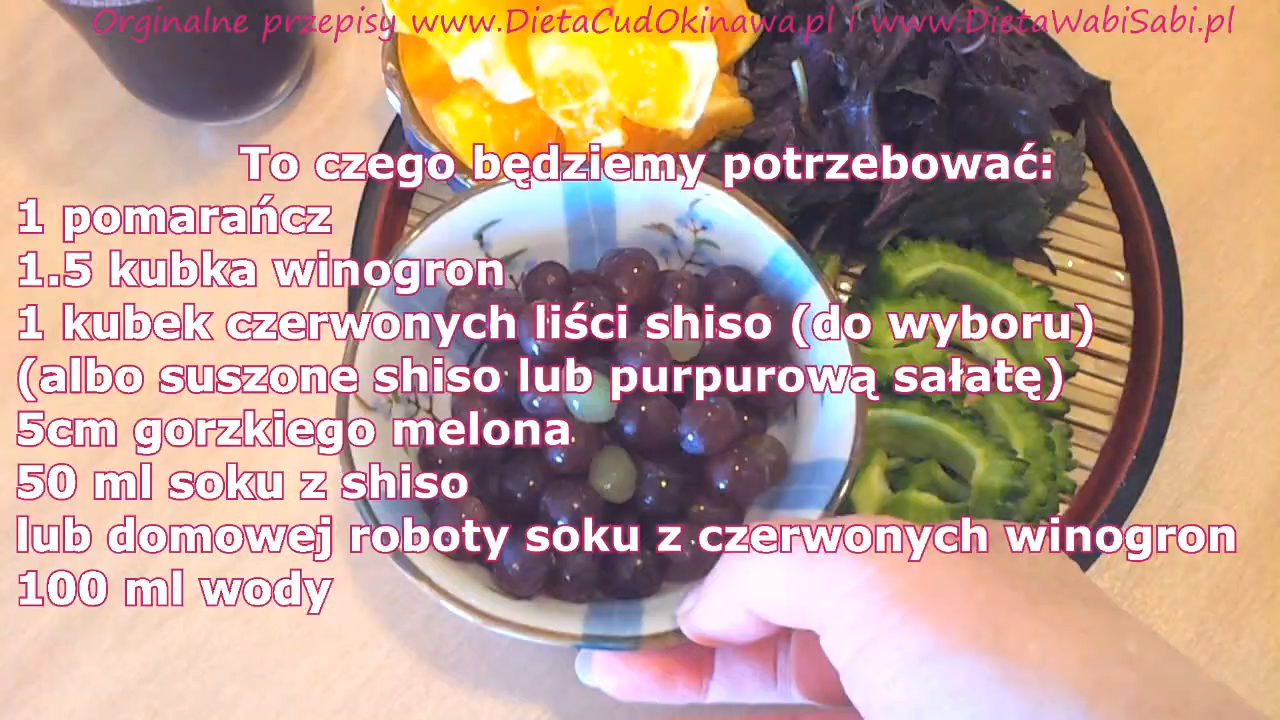 Orginalne przepisy www.DietaCudOkinawa.pl i www.DietaWabiSabi.pl
To czego będziemy potrzebować:
1 pomarańcz
1.5 kubka winogron
1 kubek czerwonych liści shiso (do wyboru)
(albo suszone shiso lub purpurową sałatę)
5cm gorzkiego melona
50 ml soku z shiso
lub domowej roboty soku z czerwonych winogron
100 ml wody